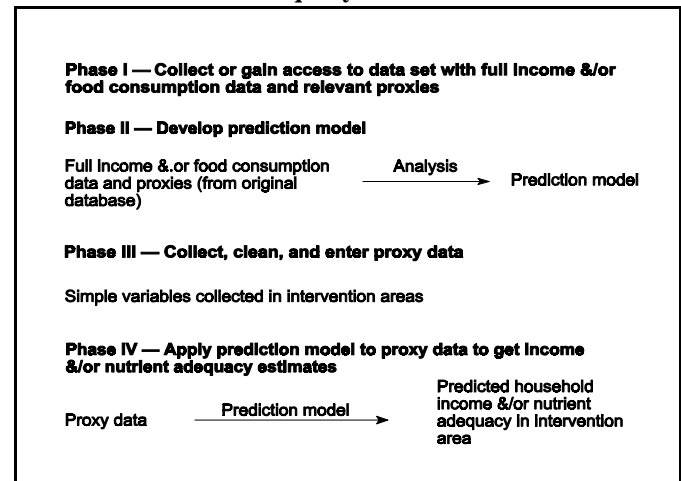 Phase I — Collect or gain access to data set with full income &/or
food consumption data and relevant proxies
Phase II — Develop prediction model
Full income &.or food consumption
data and proxies (from original
database)
Analysis
Prediction model
Phase III — Collect, clean, and enter proxy data
Simple variables collected in intervention areas
Phase IV — Apply prediction model to proxy data to get income
&/or nutrient adequacy estimates
Proxy data
Prediction model
Predicted household
income &/or nutrient
adequacy in intervention
area